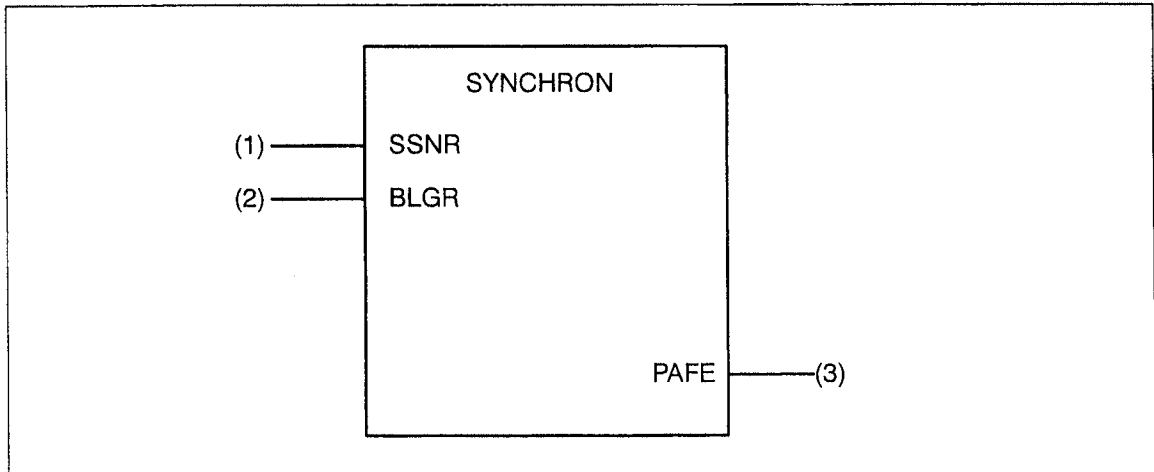 SYNCHRON
(1) SSNR
(2) BLGR
PAFE (3)